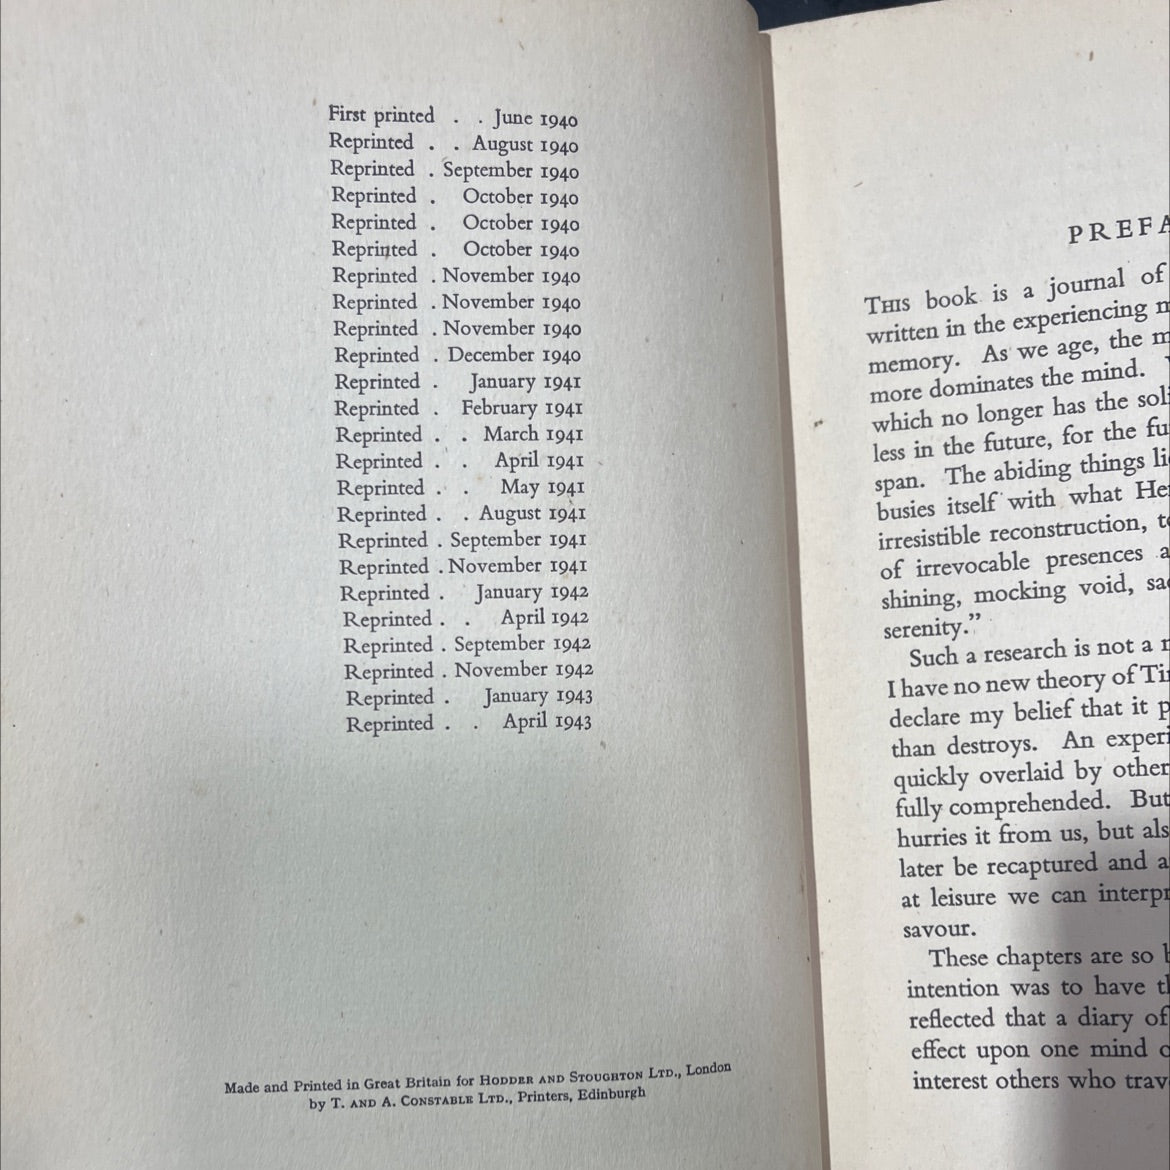 First printed . . June 1940
Reprinted . . August 1940
Reprinted . September 1940
Reprinted . October 1940
Reprinted . October 1940
Reprinted . October 1940
Reprinted . November 1940
Reprinted . November 1940
Reprinted . November 1940
Reprinted . December 1940
Reprinted . January 1941
Reprinted . February 1941
Reprinted . . March 1941
Reprinted . . April 1941
Reprinted . . May 1941
Reprinted . . August 1941
Reprinted . September 1941
Reprinted . November 1941
Reprinted . January 1942
Reprinted . . April 1942
Reprinted . September 1942
Reprinted . November 1942
Reprinted . January 1943
Reprinted . . April 1943
Made and Printed in Great Britain for HODDER AND STOUGHTON LTD., London
by T. AND A. CONSTABLE LTD., Printers, Edinburgh
PREFA
THIS book is a journal of
written in the experiencing
memory. As we age, the
more dominates the mind.
which no longer has the
less in the future, for the
span. The abiding things
busies itself with what
irresistible reconstruction,
of irrevocable presences
shining, mocking void,
serenity.”
Such a research is not a
I have no new theory of
declare my belief that it
than destroys. An
quickly overlaid by other
fully comprehended. But
hurries it from us, but
later be recaptured and
at leisure we can
savour.
These chapters are so
intention was to have
reflected that a diary of
effect upon one mind
interest others who